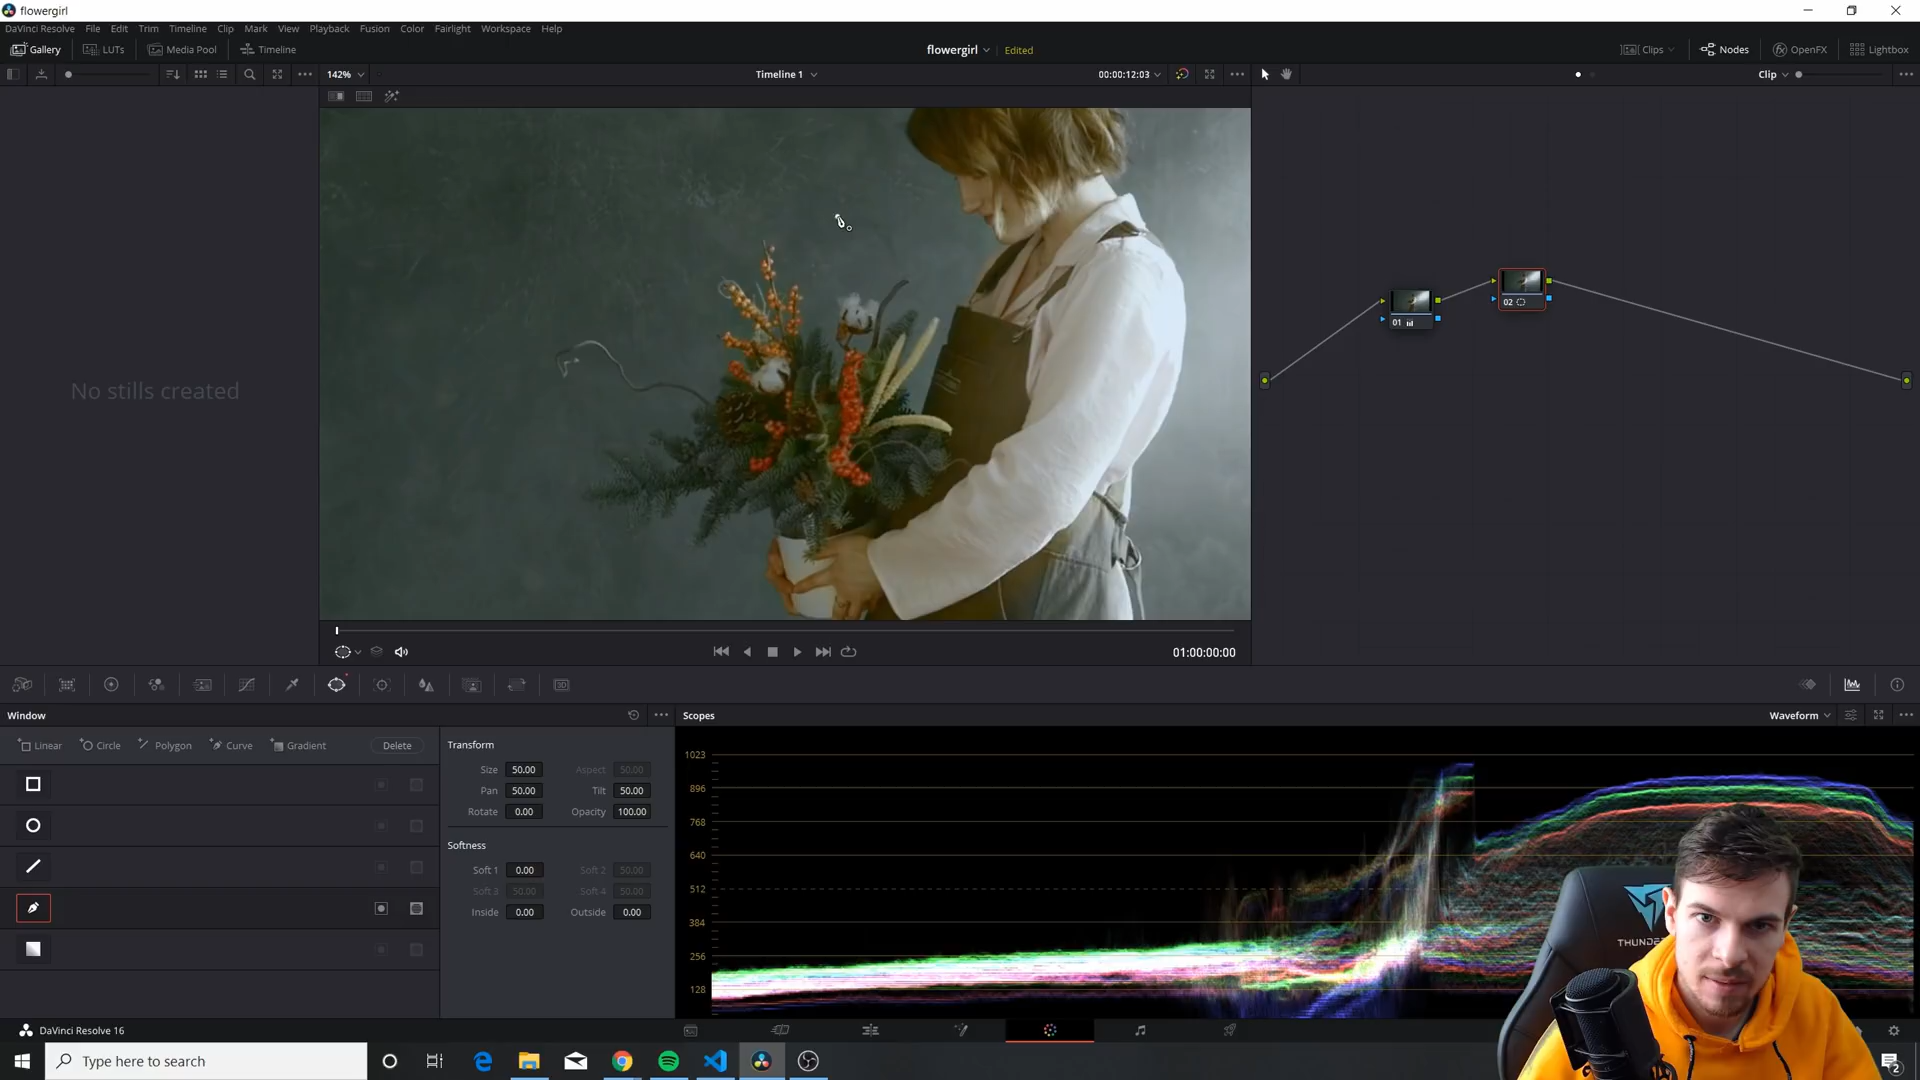 flowergirl
DaVinci Resolve File Edit Trim Timeline Clip Mark View Playback Fusion Color Fairlight Workspace Help
Gallery LUTs Media Pool Timeline flowergirl Edited Clips Nodes OpenFX Lightbox
142% Timeline 1 00:00:12:03 Clip
No stills created
01
02
01:00:00:00
3D
Window
Linear Circle Polygon Curve Gradient Delete
Transform
Size 50.00 Aspect 50.00
Pan 50.00 Tilt 50.00
Rotate 0.00 Opacity 100.00
Softness
Soft 1 0.00 Soft 2 50.00
Soft 3 50.00 Soft 4 50.00
Inside 0.00 Outside 0.00
Scopes Waveform
1023
896
768
640
512
384
256
128
THUNDE
DaVinci Resolve 16
Type here to search
2